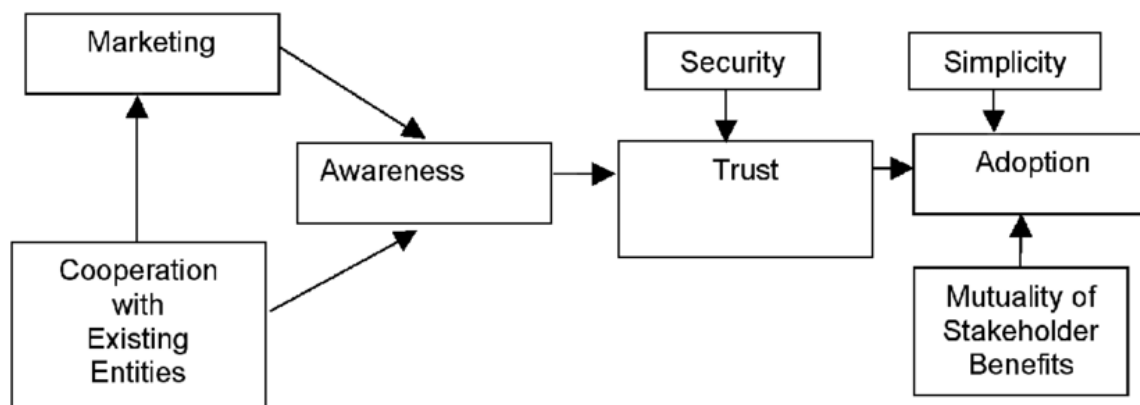 Marketing
Security
Simplicity
Awareness
Trust
Adoption
Cooperation
with
Existing
Entities
Mutuality of
Stakeholder
Benefits